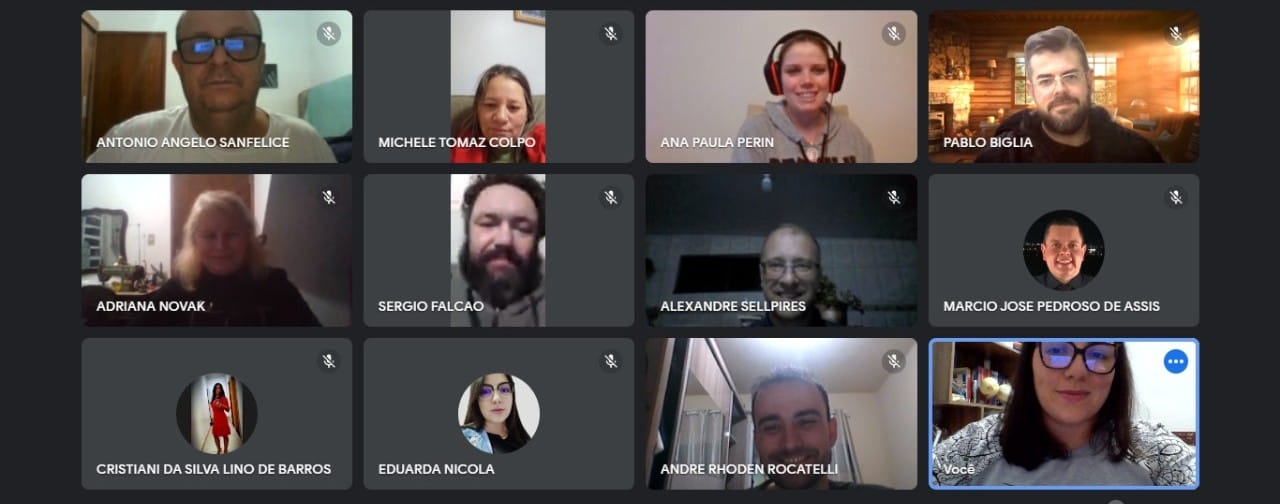 ANTONIO ANGELO SANFELICE
MICHELE TOMAZ COLPO
ANA PAULA PERIN
PABLO BIGLIA
ADRIANA NOVAK
SERGIO FALCAO
ALEXANDRE SELLPIRES
MARCIO JOSE PEDROSO DE ASSIS
CRISTIANI DA SILVA LINO DE BARROS
EDUARDA NICOLA
ANDRE RHODEN ROCATELLI
Você